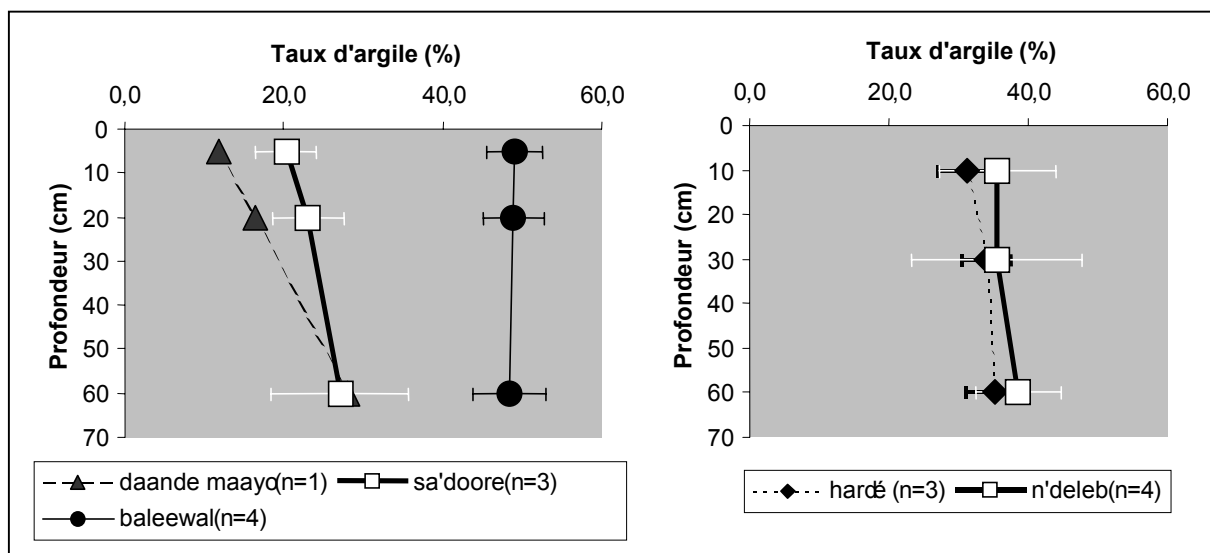 Taux d'argile (%)
0,0 20,0 40,0 60,0
0
10
20
30
40
50
60
70
Profondeur (cm)
daande maayo(n=1) sa'doore(n=3)
baleewal(n=4)
Taux d'argile (%)
0,0 20,0 40,0 60,0
0
10
20
30
40
50
60
70
Profondeur (cm)
hardé (n=3) n'deleb(n=4)